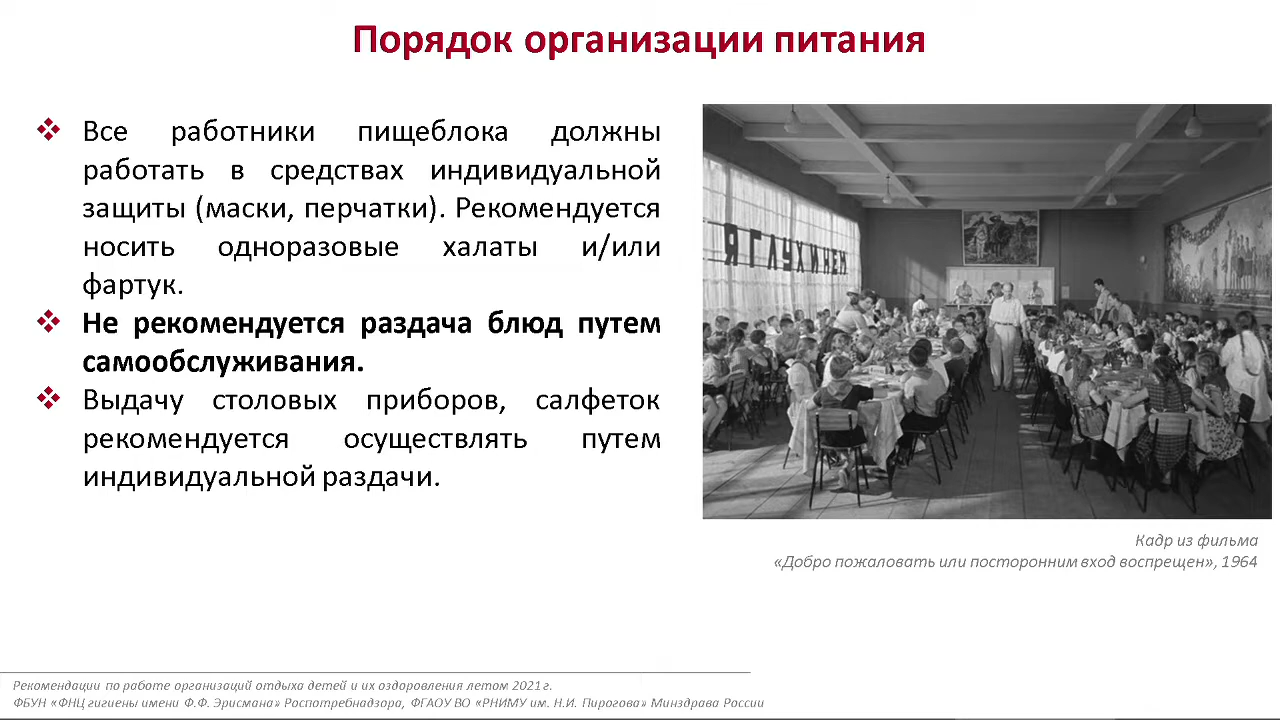 Порядок организации питания
Все работники пищеблока должны
работать в средствах индивидуальной
защиты (маски, перчатки). Рекомендуется
носить одноразовые халаты и/или
фартук.
Не рекомендуется раздача блюд путем
самообслуживания.
Выдачу столовых приборов, салфеток
рекомендуется осуществлять путем
индивидуальной раздачи.
Я ГЛУХ И НЕМ
Кадр из фильма
«Добро пожаловать или посторонним вход воспрещен», 1964
Рекомендации по работе организаций отдыха детей и их оздоровления летом 2021 г.
ФБУН «ФНЦ гигиены имени Ф.Ф. Эрисмана» Роспотребнадзора, ФГАОУ ВО «РНИМУ им. Н.И. Пирогова» Минздрава России